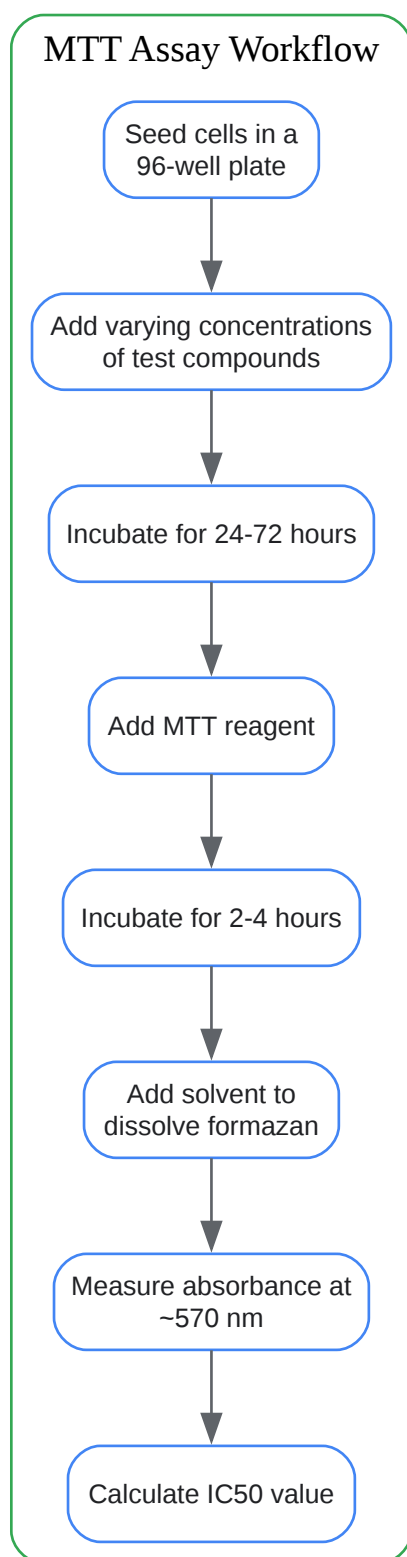 MTT Assay Workflow
Seed cells in a
96-well plate
Add varying concentrations
of test compounds
Incubate for 24-72 hours
Add MTT reagent
Incubate for 2-4 hours
Add solvent to
dissolve formazan
Measure absorbance at
~570 nm
Calculate IC50 value